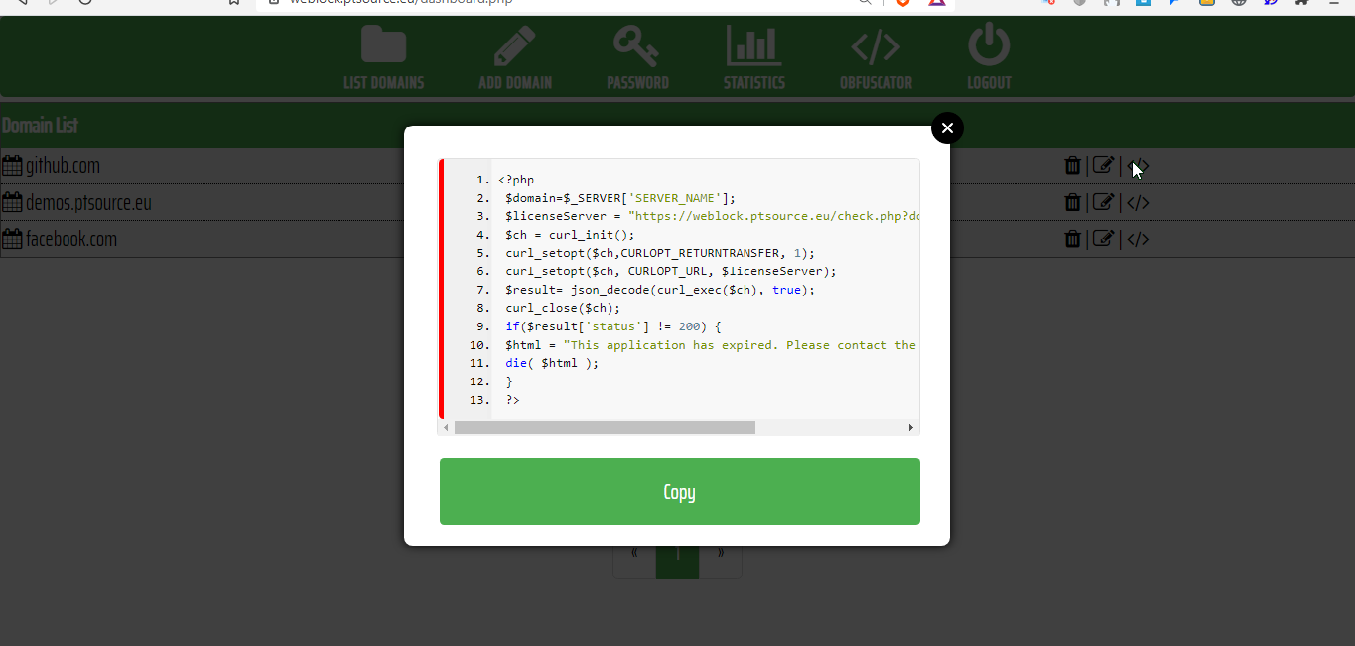 weblock.ptsource.eu/dashboard.php
LIST DOMAINS ADD DOMAIN PASSWORD STATISTICS OBFUSCATOR LOGOUT
Domain List
github.com
demos.ptsource.eu
facebook.com
1. <?php
2. $domain=$_SERVER['SERVER_NAME'];
3. $licenseServer = "https://weblock.ptsource.eu/check.php?do
4. $ch = curl_init();
5. curl_setopt($ch,CURLOPT_RETURNTRANSFER, 1);
6. curl_setopt($ch, CURLOPT_URL, $licenseServer);
7. $result= json_decode(curl_exec($ch), true);
8. curl_close($ch);
9. if($result['status'] != 200) {
10. $html = "This application has expired. Please contact the
11. die( $html );
12. }
13. ?>
Copy
« 1 »